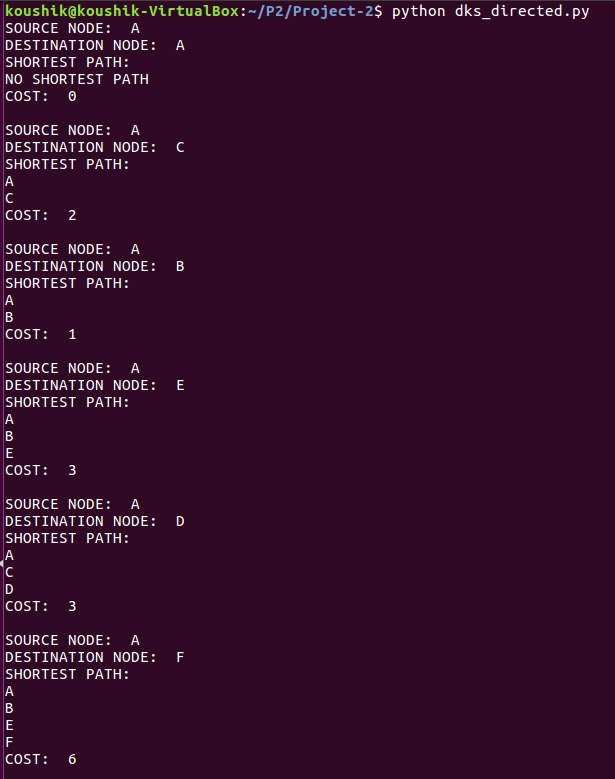 koushik@koushik-VirtualBox:~/P2/Project-2$ python dks_directed.py
SOURCE NODE:  A
DESTINATION NODE:  A
SHORTEST PATH:
NO SHORTEST PATH
COST:  0
SOURCE NODE:  A
DESTINATION NODE:  C
SHORTEST PATH:
A
C
COST:  2
SOURCE NODE:  A
DESTINATION NODE:  B
SHORTEST PATH:
A
B
COST:  1
SOURCE NODE:  A
DESTINATION NODE:  E
SHORTEST PATH:
A
B
E
COST:  3
SOURCE NODE:  A
DESTINATION NODE:  D
SHORTEST PATH:
A
C
D
COST:  3
SOURCE NODE:  A
DESTINATION NODE:  F
SHORTEST PATH:
A
B
E
F
COST:  6